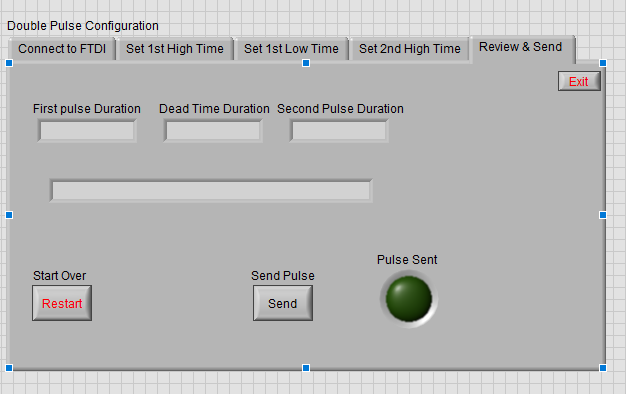 Double Pulse Configuration
Connect to FTDI Set 1st High Time Set 1st Low Time Set 2nd High Time Review & Send
Exit
First pulse Duration Dead Time Duration Second Pulse Duration
Pulse Sent
Start Over Send Pulse
Restart Send